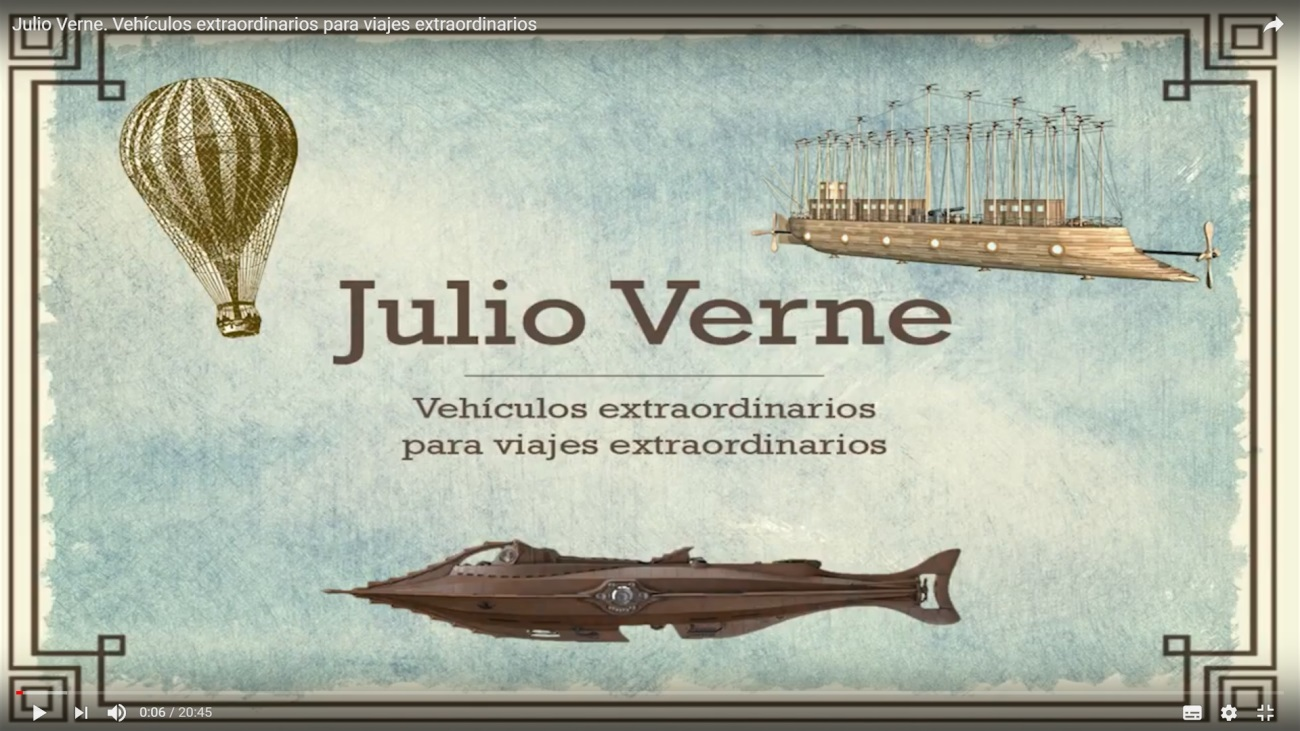 Julio Verne. Vehículos extraordinarios para viajes extraordinarios
Julio Verne
Vehículos extraordinarios
para viajes extraordinarios
0:06 / 20:45